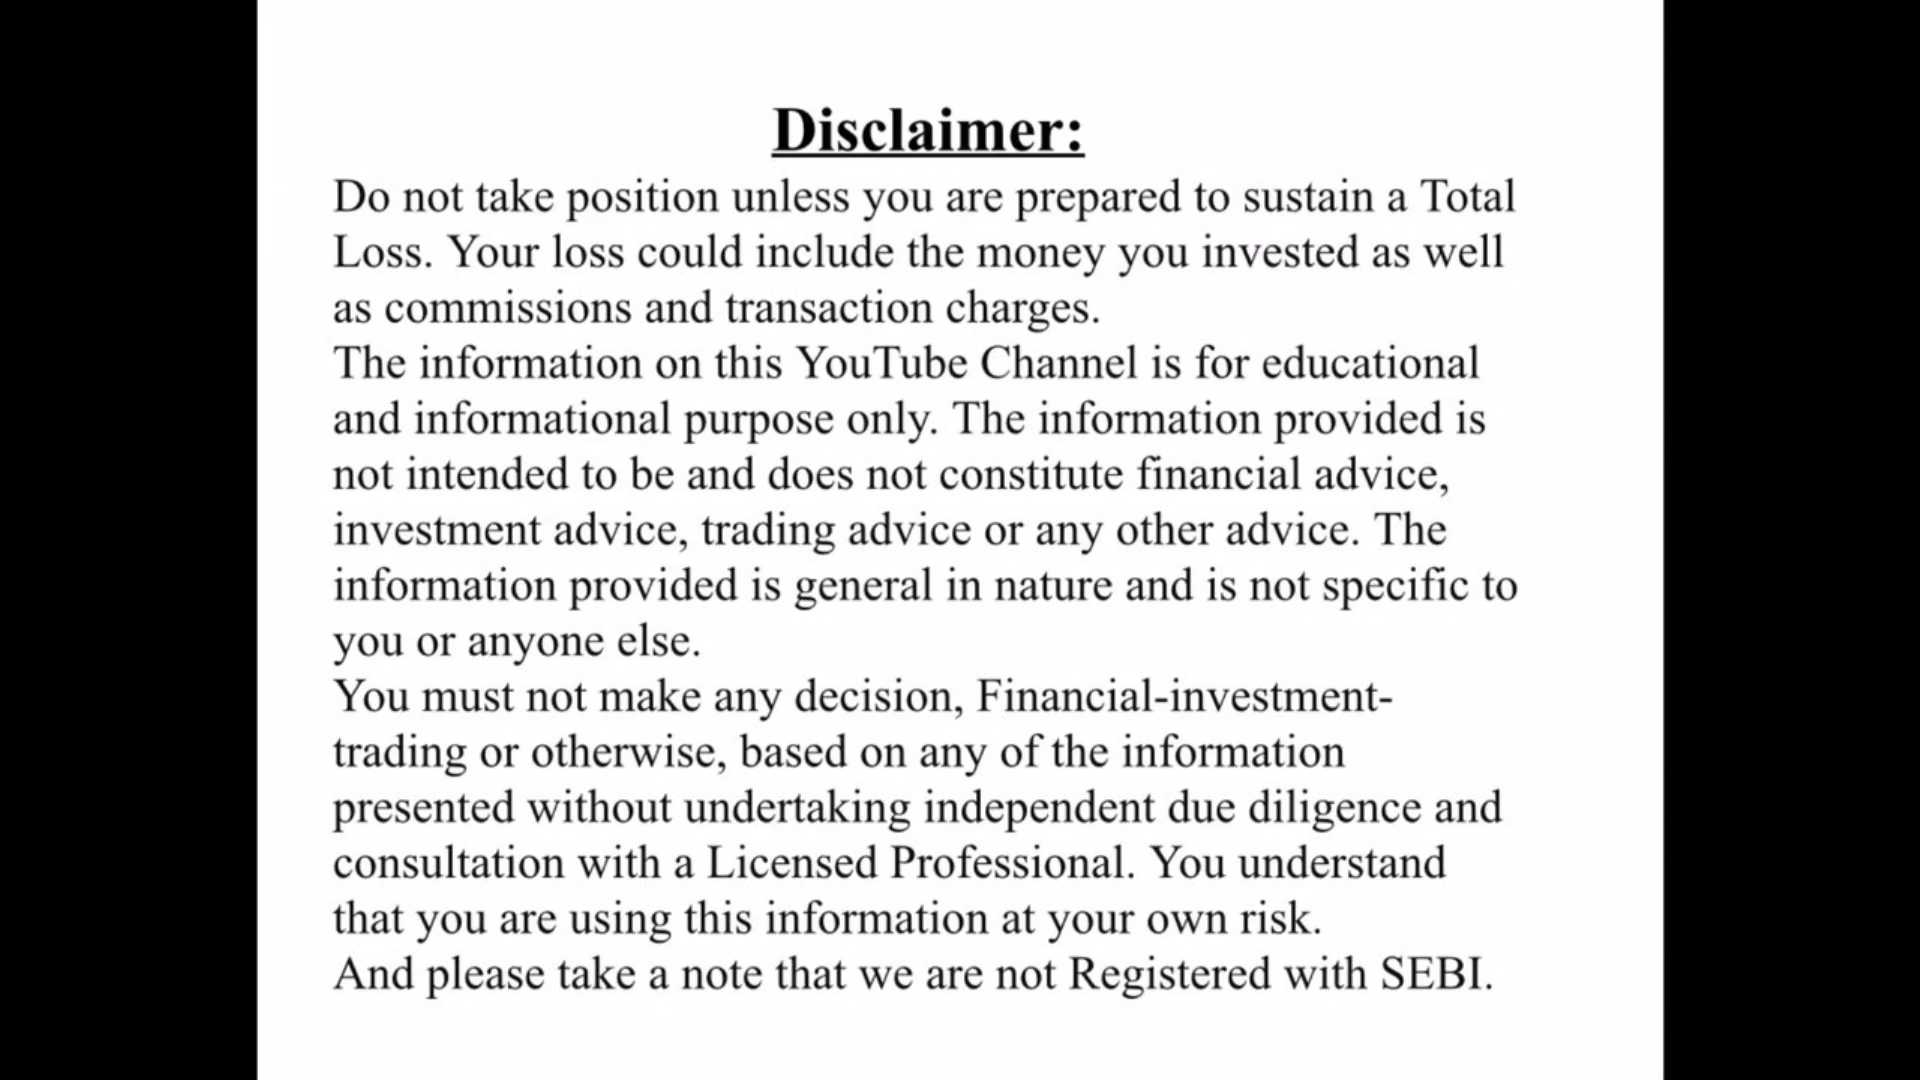 Disclaimer:
Do not take position unless you are prepared to sustain a Total
Loss. Your loss could include the money you invested as well
as commissions and transaction charges.
The information on this YouTube Channel is for educational
and informational purpose only. The information provided is
not intended to be and does not constitute financial advice,
investment advice, trading advice or any other advice. The
information provided is general in nature and is not specific to
you or anyone else.
You must not make any decision, Financial-investment-
trading or otherwise, based on any of the information
presented without undertaking independent due diligence and
consultation with a Licensed Professional. You understand
that you are using this information at your own risk.
And please take a note that we are not Registered with SEBI.